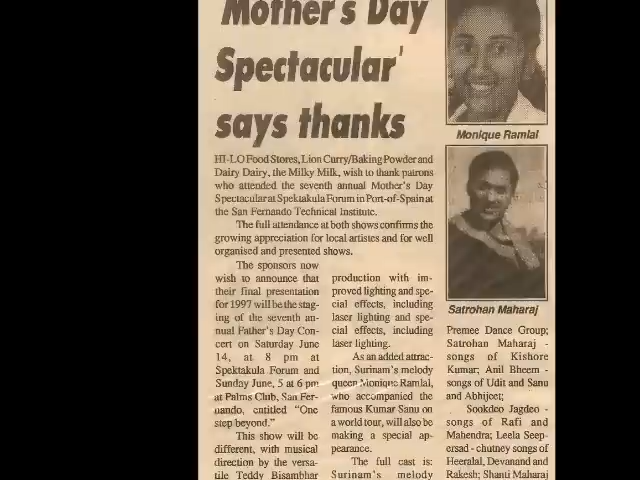 'Mother's Day
Spectacular'
says thanks
HI-LO Food Stores, Lion Curry/Baking Powder and
Dairy Dairy, the Milky Milk, wish to thank patrons
who attended the seventh annual Mother's Day
Spectacular at Spektakula Forum in Port-of-Spain at
the San Fernando Technical Institute.
The full attendance at both shows confirms the
growing appreciation for local artistes and for well
organised and presented shows.
The sponsors now
wish to announce that
their final presentation
for 1997 will be the stag-
ing of the seventh an-
nual Father's Day Con-
cert on Saturday June
14, at 8 pm at
Spektakula Forum and
Sunday June, 5 at 6 pm
at Palms Club, San Fer-
nando, entitled "One
step beyond."
This show will be
different, with musical
direction by the versa-
tile Teddy Bisambhar
production with im-
proved lighting and spe-
cial effects, including
laser lighting and spe-
cial effects, including
laser lighting.
As an added attrac-
tion, Surinam's melody
queen Monique Ramlai,
who accompanied the
famous Kumar Sanu on
a world tour, will also be
making a special ap-
pearance.
The full cast is:
Surinam's melody
Monique Ramlai
Satrohan Maharaj
Premee Dance Group;
Satrohan Maharaj -
songs of Kishore
Kumar; Anil Bheem -
songs of Udit and Sanu
and Abhijeet;
Sookdeo Jagdeo -
songs of Rafi and
Mahendra; Leela Seep-
ersad - chutney songs of
Heeralal, Devanand and
Rakesh; Shanti Maharaj